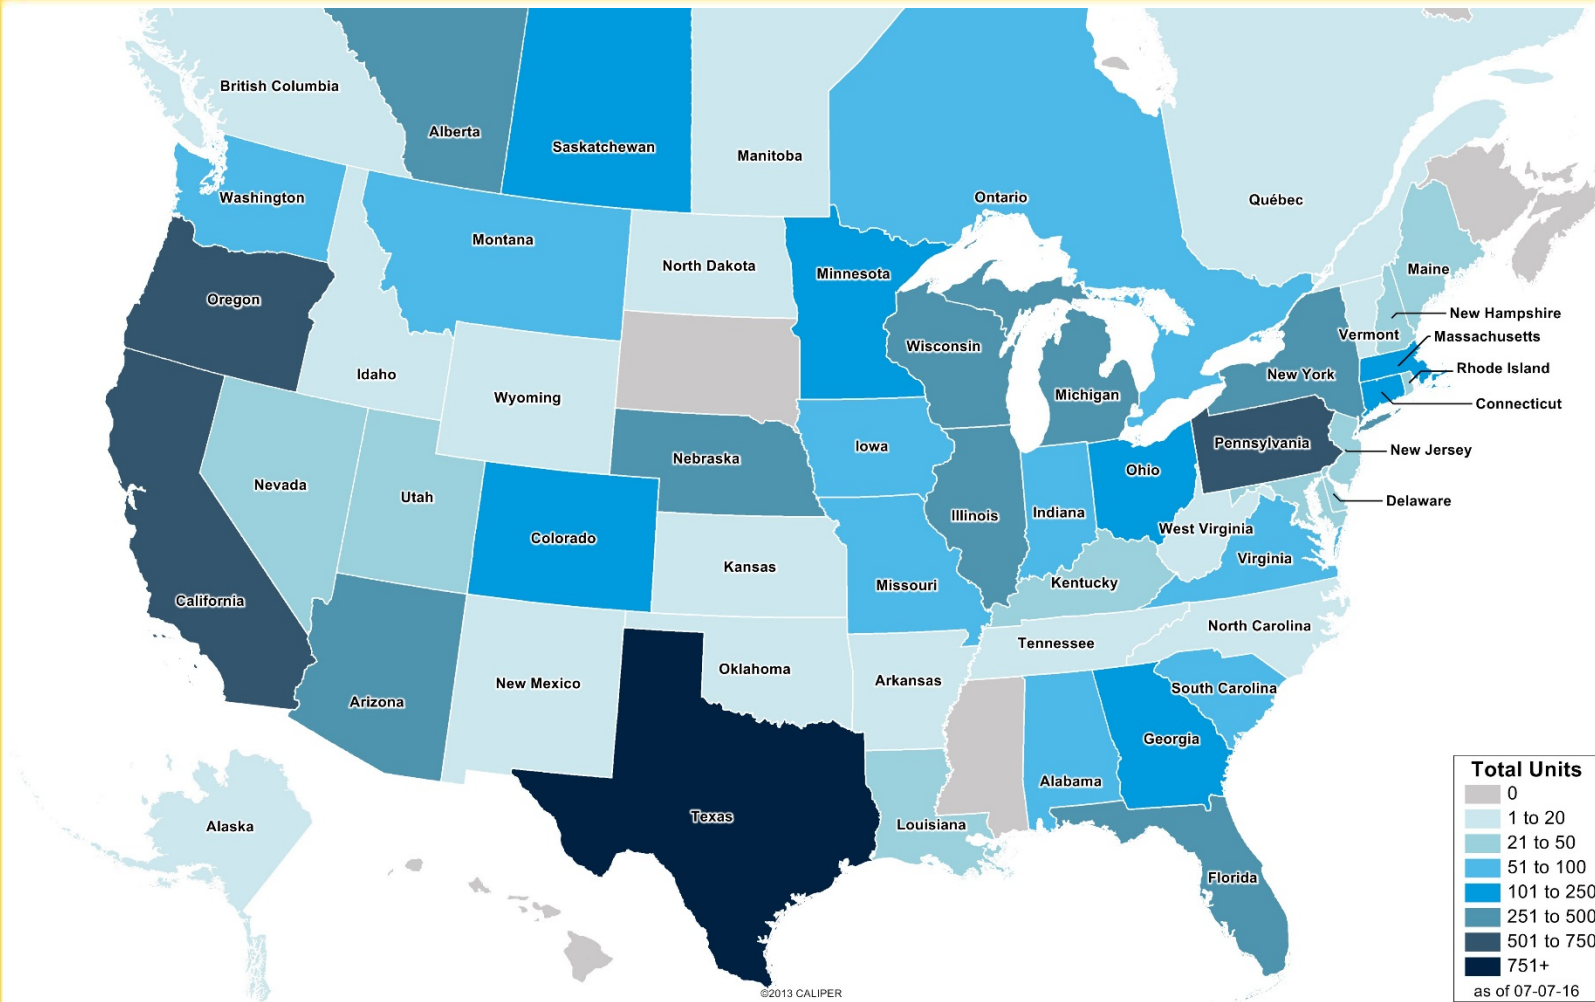 British Columbia
Alberta
Saskatchewan
Manitoba
Ontario
Québec
Washington
Montana
North Dakota
Minnesota
Maine
Oregon
New Hampshire
Vermont
Massachusetts
Wisconsin
Rhode Island
Idaho
New York
Wyoming
Michigan
Connecticut
Iowa
Pennsylvania
New Jersey
Nebraska
Ohio
Nevada
Utah
Delaware
Illinois
Indiana
West Virginia
Colorado
Virginia
Kansas
Missouri
Kentucky
California
North Carolina
Tennessee
Oklahoma
New Mexico
Arkansas
South Carolina
Arizona
Georgia
Alabama
Texas
Louisiana
Alaska
Florida
Total Units
0
1 to 20
21 to 50
51 to 100
101 to 250
251 to 500
501 to 750
751+
as of 07-07-16
©2013 CALIPER